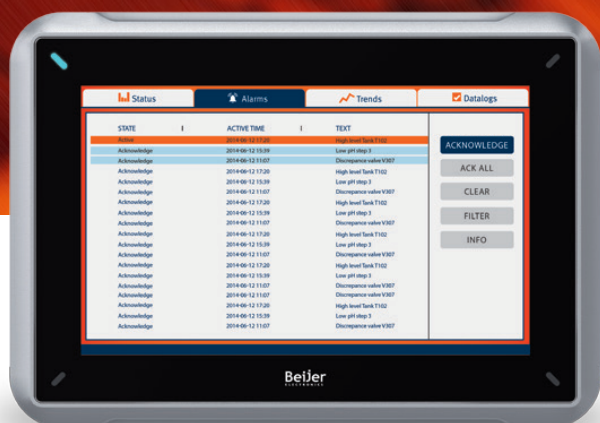 Status Alarms Trends Datalogs
STATE I ACTIVE TIME I TEXT
Active 2014-06-12 17:20 High level Tank T102
Acknowledge 2014-06-12 15:39 Low pH step 3
Acknowledge 2014-06-12 11:07 Discrepance valve V307
Acknowledge 2014-06-12 17:20 High level Tank T102
Acknowledge 2014-06-12 15:39 Low pH step 3
Acknowledge 2014-06-12 11:07 Discrepance valve V307
Acknowledge 2014-06-12 17:20 High level Tank T102
Acknowledge 2014-06-12 15:39 Low pH step 3
Acknowledge 2014-06-12 11:07 Discrepance valve V307
Acknowledge 2014-06-12 17:20 High level Tank T102
Acknowledge 2014-06-12 15:39 Low pH step 3
Acknowledge 2014-06-12 11:07 Discrepance valve V307
Acknowledge 2014-06-12 17:20 High level Tank T102
Acknowledge 2014-06-12 15:39 Low pH step 3
Acknowledge 2014-06-12 11:07 Discrepance valve V307
Acknowledge 2014-06-12 11:07 Discrepance valve V307
Acknowledge 2014-06-12 17:20 High level Tank T102
Acknowledge 2014-06-12 15:39 Low pH step 3
Acknowledge 2014-06-12 11:07 Discrepance valve V307
ACKNOWLEDGE
ACK ALL
CLEAR
FILTER
INFO
Beijer
ELECTRONICS